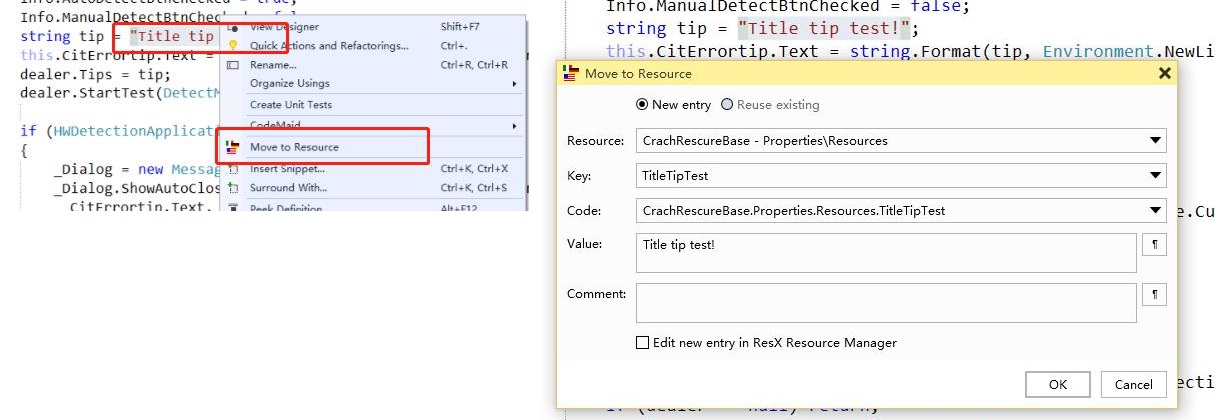 Info.AutoDetectBtnChecked = true;
Info.ManualDetectBtnChecked =
string tip = "Title tip
this.CitErrortip.Text =
dealer.Tips = tip;
dealer.StartTest(
if (HWDetectionApplicati
{
_Dialog = new Messag
_Dialog.ShowAutoClos
CitErrortip.Text.
View Designer Shift+F7
Quick Actions and Refactorings... Ctrl+.
Rename... Ctrl+R, Ctrl+R
Organize Usings
Create Unit Tests
CodeMaid
Move to Resource
Insert Snippet... Ctrl+K, Ctrl+X
Surround With... Ctrl+K, Ctrl+S
Peek Definition Alt+F12
Info.ManualDetectBtnChecked = false;
string tip = "Title tip test!";
this.CitErrortip.Text = string.Format(tip, Environment.NewLi
Move to Resource
New entry Reuse existing
Resource: CrachRescureBase - Properties\Resources
Key: TitleTipTest
Code: CrachRescureBase.Properties.Resources.TitleTipTest
Value: Title tip test! ¶
Comment: ¶
Edit new entry in ResX Resource Manager
OK Cancel
e.Cu
ecti
if (dealer == null) return;